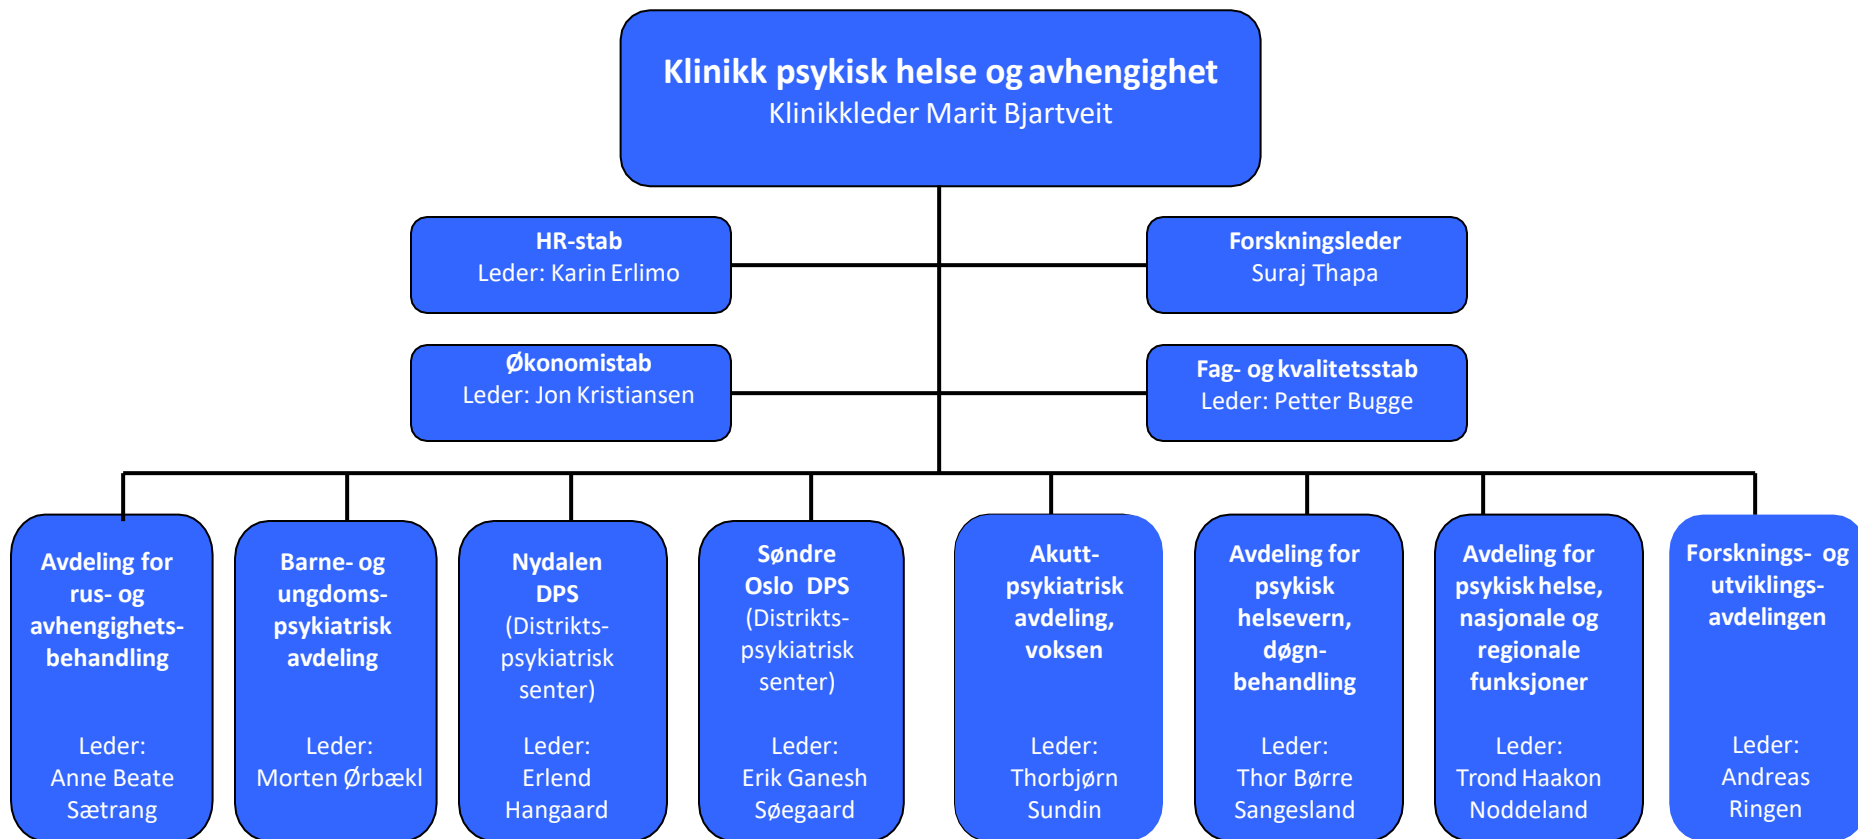 Klinikk psykisk helse og avhengighet
Klinikkleder Marit Bjartveit
HR-stab
Leder: Karin Erlimo
Forskningsleder
Suraj Thapa
Økonomistab
Leder: Jon Kristiansen
Fag- og kvalitetsstab
Leder: Petter Bugge
Avdeling for
rus- og
avhengighets-
behandling
Leder:
Anne Beate
Sætrang
Barne- og
ungdoms-
psykiatrisk
avdeling
Leder:
Morten Ørbækl
Nydalen
DPS
(Distrikts-
psykiatrisk
senter)
Leder:
Erlend
Hangaard
Søndre
Oslo DPS
(Distrikts-
psykiatrisk
senter)
Leder:
Erik Ganesh
Søegaard
Akutt-
psykiatrisk
avdeling,
voksen
Leder:
Thorbjørn
Sundin
Avdeling for
psykisk
helsevern,
døgn-
behandling
Leder:
Thor Børre
Sangesland
Avdeling for
psykisk helse,
nasjonale og
regionale
funksjoner
Leder:
Trond Haakon
Noddeland
Forsknings- og
utviklings-
avdelingen
Leder:
Andreas
Ringen